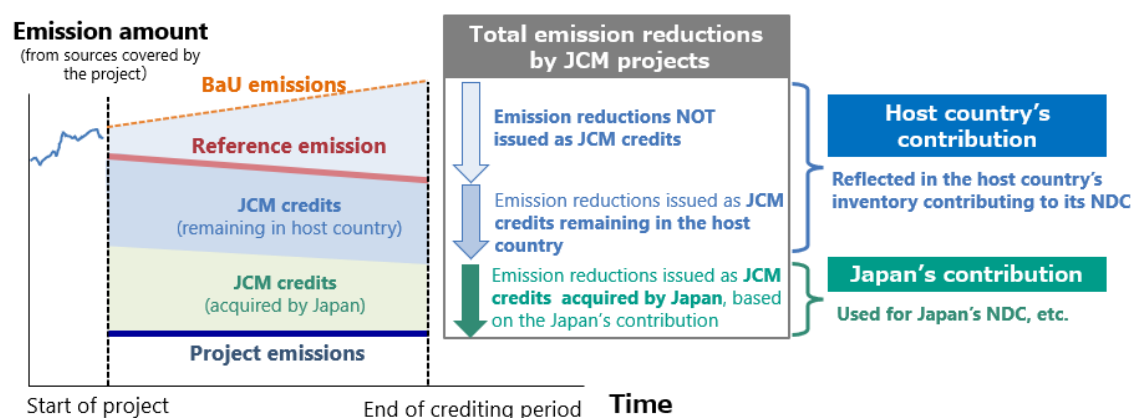 Emission amount
(from sources covered by
the project)
BaU emissions
Reference emission
JCM credits
(remaining in host country)
JCM credits
(acquired by Japan)
Project emissions
Start of project
End of crediting period
Time
Total emission reductions
by JCM projects
Emission reductions NOT
issued as JCM credits
Emission reductions issued as JCM
credits remaining in the host
country
Emission reductions issued as JCM
credits acquired by Japan, based
on the Japan's contribution
Host country's
contribution
Reflected in the host country's
inventory contributing to its NDC
Japan's contribution
Used for Japan's NDC, etc.